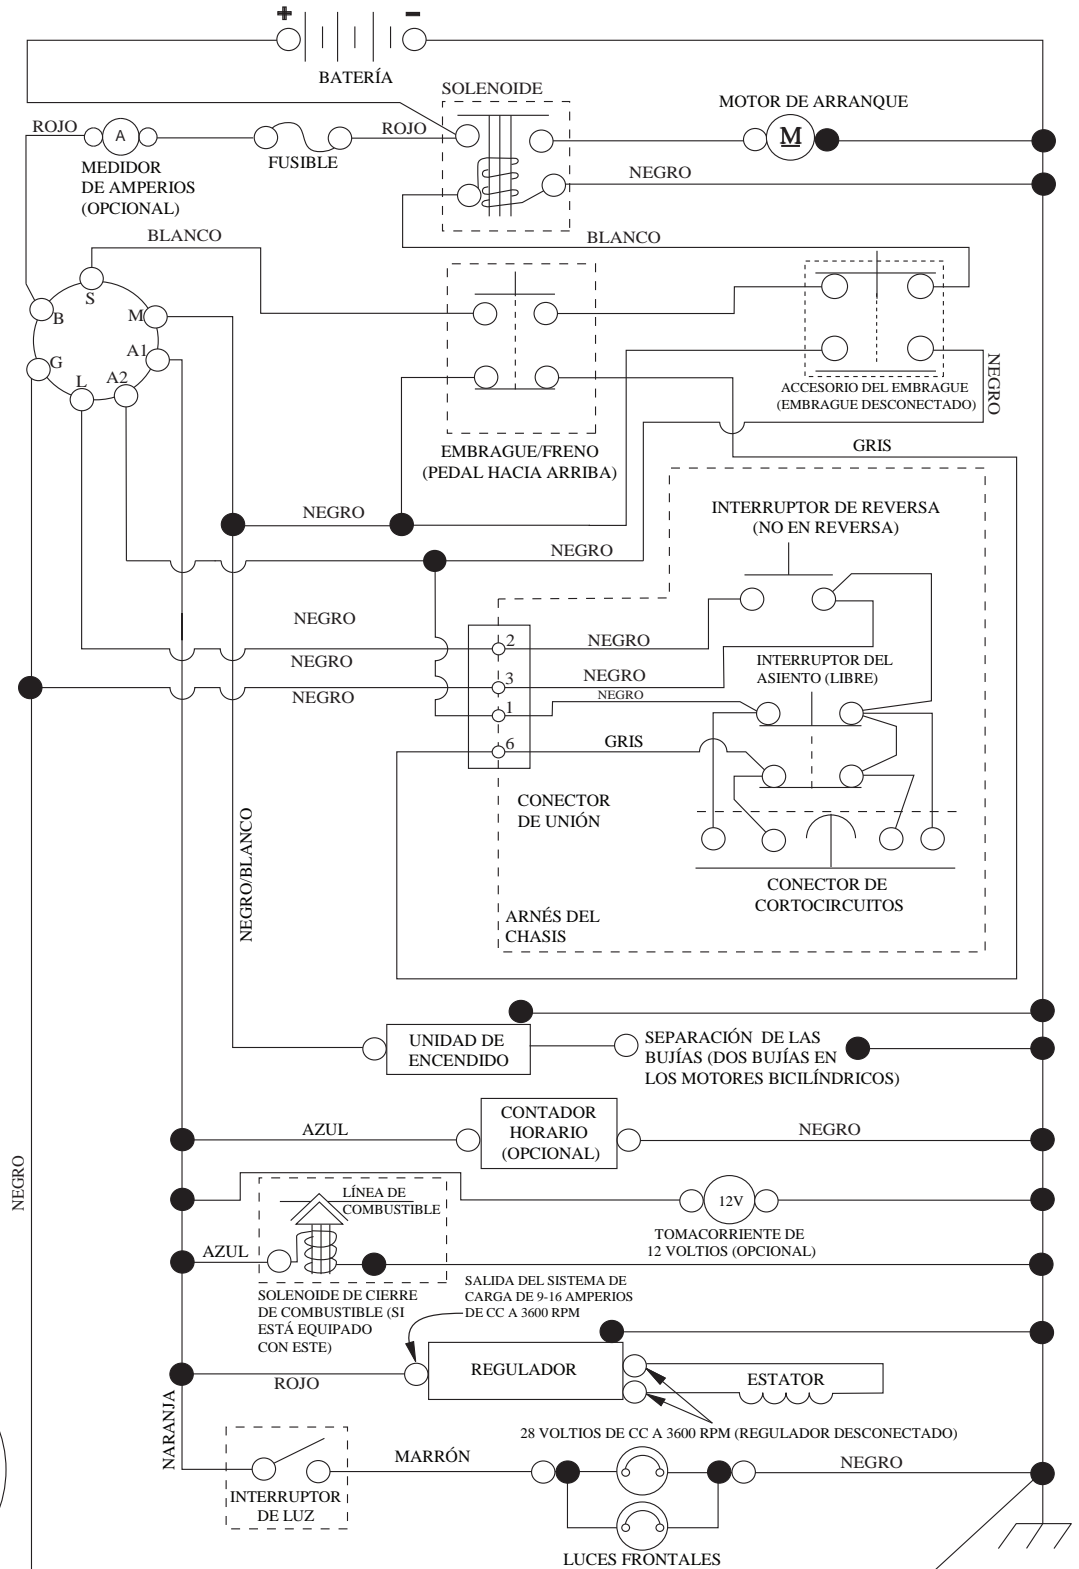 + −
BATERÍA
SOLENOIDE
MOTOR DE ARRANQUE
ROJO
A
ROJO
M
FUSIBLE
MEDIDOR
DE AMPERIOS
(OPCIONAL)
NEGRO
BLANCO
BLANCO
S
B
M
A1
G
L
A2
NEGRO
ACCESORIO DEL EMBRAGUE
(EMBRAGUE DESCONECTADO)
EMBRAGUE/FRENO
(PEDAL HACIA ARRIBA)
GRIS
NEGRO
INTERRUPTOR DE REVERSA
(NO EN REVERSA)
NEGRO
NEGRO
2
NEGRO
NEGRO
3
NEGRO
INTERRUPTOR DEL
ASIENTO (LIBRE)
NEGRO
NEGRO
1
6
GRIS
CONECTOR
DE UNIÓN
NEGRO/BLANCO
CONECTOR DE
CORTOCIRCUITOS
ARNÉS DEL
CHASIS
UNIDAD DE
ENCENDIDO
SEPARACIÓN DE LAS
BUJÍAS (DOS BUJÍAS EN
LOS MOTORES BICILÍNDRICOS)
AZUL
CONTADOR
HORARIO
(OPCIONAL)
NEGRO
NEGRO
LÍNEA DE
COMBUSTIBLE
12V
TOMACORRIENTE DE
12 VOLTIOS (OPCIONAL)
AZUL
SOLENOIDE DE CIERRE
DE COMBUSTIBLE (SI
ESTÁ EQUIPADO
CON ESTE)
SALIDA DEL SISTEMA DE
CARGA DE 9-16 AMPERIOS
DE CC A 3600 RPM
REGULADOR
ESTATOR
ROJO
NARANJA
28 VOLTIOS DE CC A 3600 RPM (REGULADOR DESCONECTADO)
MARRÓN
NEGRO
INTERRUPTOR
DE LUZ
LUCES FRONTALES